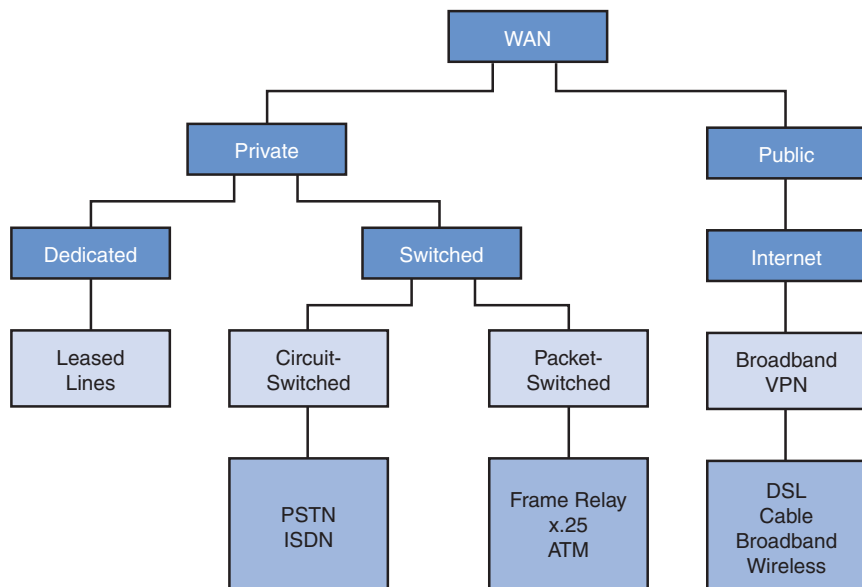 WAN
Private
Public
Dedicated
Switched
Internet
Leased
Lines
Circuit-
Switched
Packet-
Switched
Broadband
VPN
PSTN
ISDN
Frame Relay
x.25
ATM
DSL
Cable
Broadband
Wireless